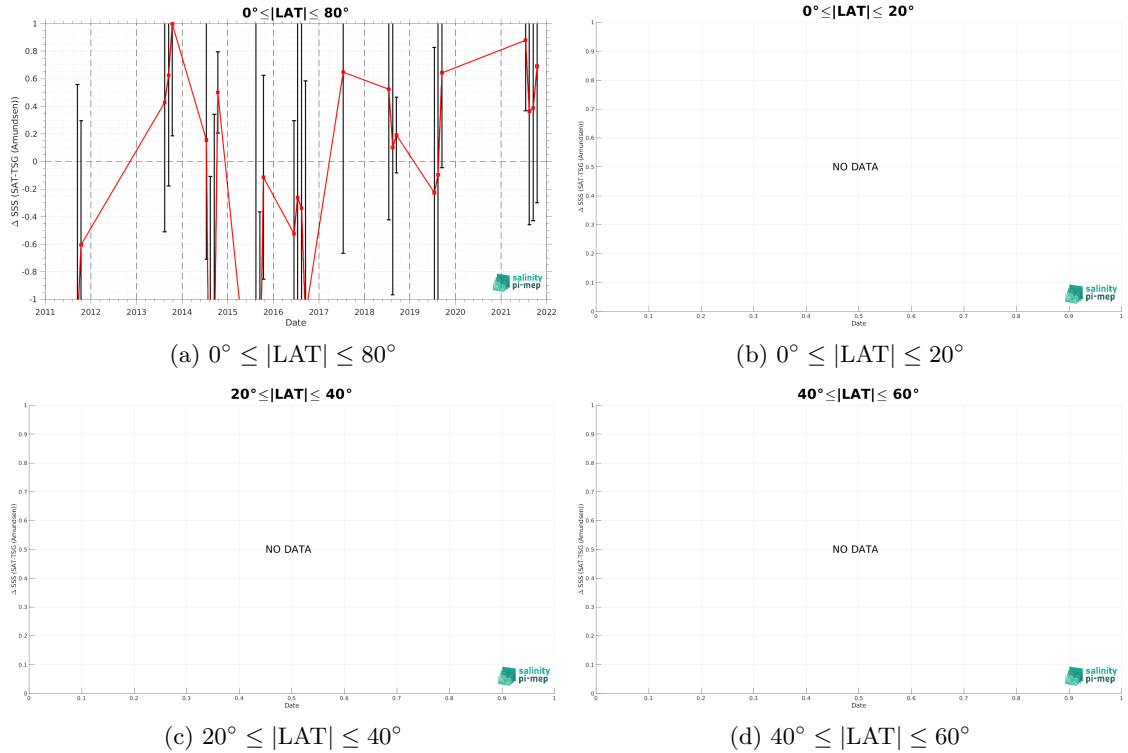 0°≤|LAT|≤ 80°
1
0.8
0.6
0.4
0.2
0
-0.2
-0.4
-0.6
-0.8
-1
Δ SSS (SAT-TSG (Amundsen))
2011 2012 2013 2014 2015 2016 2017 2018 2019 2020 2021 2022
Date
salinity
pi-mep
(a) 0° ≤ |LAT| ≤ 80°
0°≤|LAT|≤ 20°
1
0.9
0.8
0.7
0.6
0.5
0.4
0.3
0.2
0.1
0
Δ SSS (SAT-TSG (Amundsen))
NO DATA
0 0.1 0.2 0.3 0.4 0.5 0.6 0.7 0.8 0.9 1
Date
salinity
pi-mep
(b) 0° ≤ |LAT| ≤ 20°
20°≤|LAT|≤ 40°
1
0.9
0.8
0.7
0.6
0.5
0.4
0.3
0.2
0.1
0
Δ SSS (SAT-TSG (Amundsen))
NO DATA
0 0.1 0.2 0.3 0.4 0.5 0.6 0.7 0.8 0.9 1
Date
salinity
pi-mep
(c) 20° ≤ |LAT| ≤ 40°
40°≤|LAT|≤ 60°
1
0.9
0.8
0.7
0.6
0.5
0.4
0.3
0.2
0.1
0
Δ SSS (SAT-TSG (Amundsen))
NO DATA
0 0.1 0.2 0.3 0.4 0.5 0.6 0.7 0.8 0.9 1
Date
salinity
pi-mep
(d) 40° ≤ |LAT| ≤ 60°